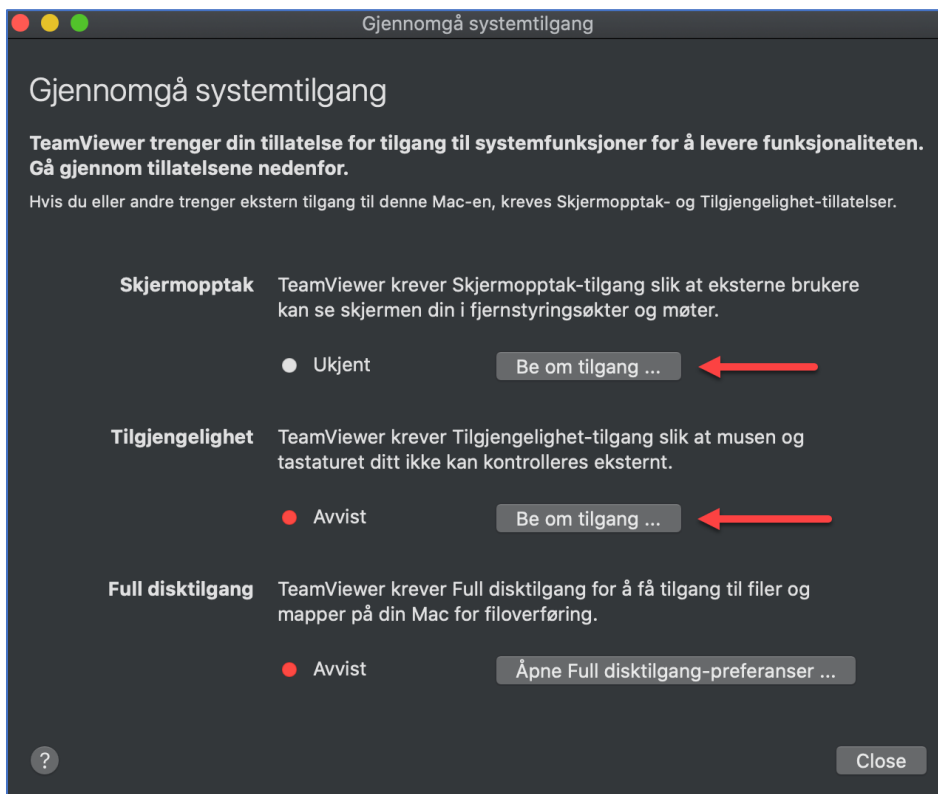 Gjennomgå systemtilgang
Gjennomgå systemtilgang
TeamViewer trenger din tillatelse for tilgang til systemfunksjoner for å levere funksjonaliteten.
Gå gjennom tillatelsene nedenfor.
Hvis du eller andre trenger ekstern tilgang til denne Mac-en, kreves Skjermopptak- og Tilgjengelighet-tillatelser.
Skjermopptak TeamViewer krever Skjermopptak-tilgang slik at eksterne brukere
kan se skjermen din i fjernstyringsøkter og møter.
Ukjent Be om tilgang ...
Tilgjengelighet TeamViewer krever Tilgjengelighet-tilgang slik at musen og
tastaturet ditt ikke kan kontrolleres eksternt.
Avvist Be om tilgang ...
Full disktilgang TeamViewer krever Full disktilgang for å få tilgang til filer og
mapper på din Mac for filoverføring.
Avvist Åpne Full disktilgang-preferanser ...
? Close